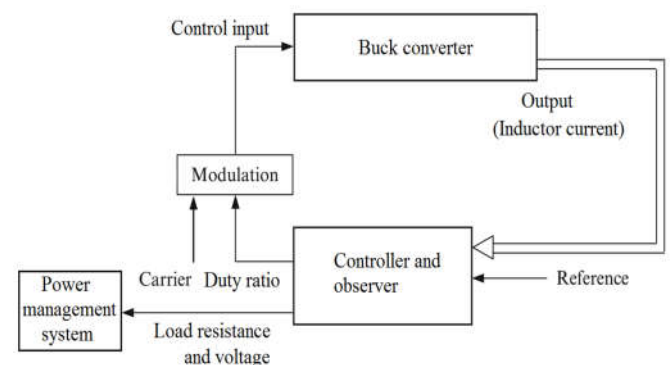 Control input
Buck converter
Output
(Inductor current)
Modulation
Controller and
observer
Carrier
Duty ratio
Reference
Power
management
system
Load resistance
and voltage